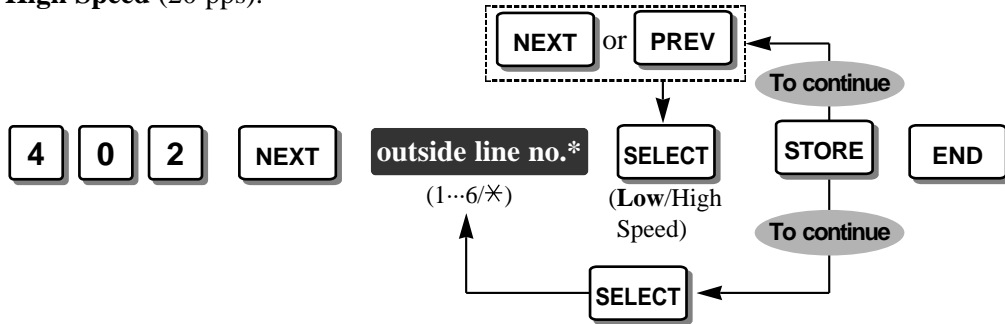 High Speed (20 pps).
NEXT or PREV
To continue
4 0 2 NEXT outside line no.* SELECT STORE END
(1···6/✳) (Low/High
Speed)
To continue
SELECT